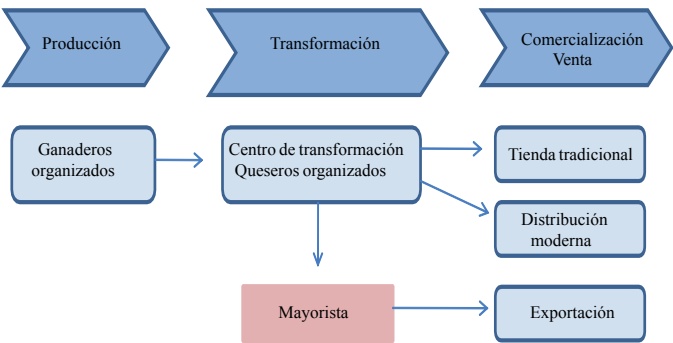 Producción
Transformación
Comercialización
Venta
Ganaderos
organizados
Centro de transformación
Queseros organizados
Tienda tradicional
Distribución
moderna
Mayorista
Exportación